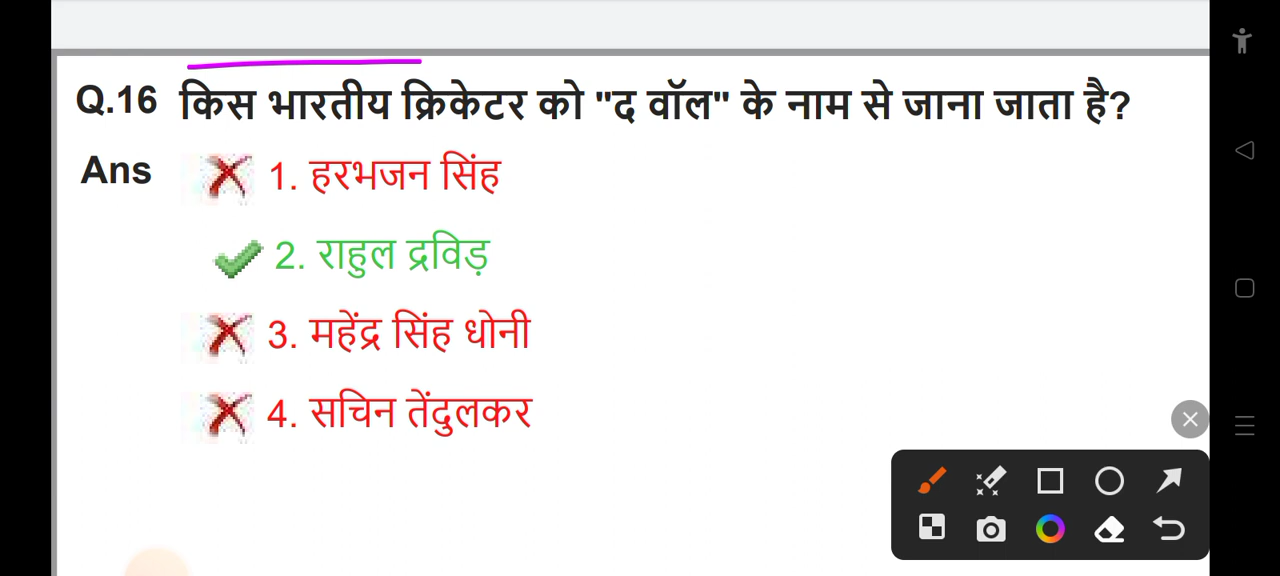 Q.16 किस भारतीय क्रिकेटर को "द वॉल" के नाम से जाना जाता है?
Ans 1. हरभजन सिंह
2. राहुल द्रविड़
3. महेंद्र सिंह धोनी
4. सचिन तेंदुलकर